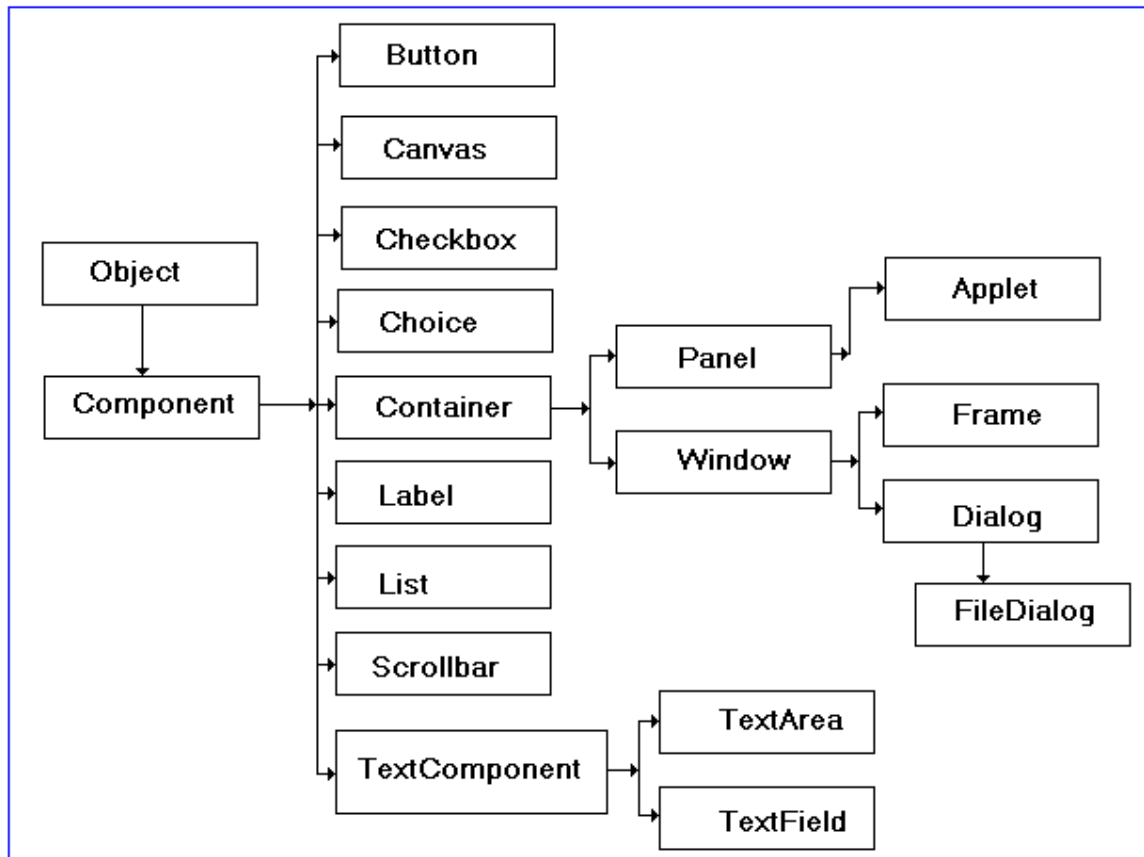 Object
Component
Button
Canvas
Checkbox
Choice
Container
Label
List
Scrollbar
TextComponent
Panel
Window
TextArea
TextField
Applet
Frame
Dialog
FileDialog